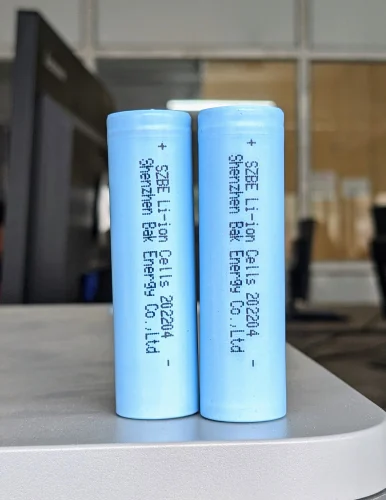 + SZBE Li-ion Cells 202204 -
Shenzhen Bak Energy Co.,Ltd
+ SZBE Li-ion Cells 202204 -
Shenzhen Bak Energy Co.,Ltd